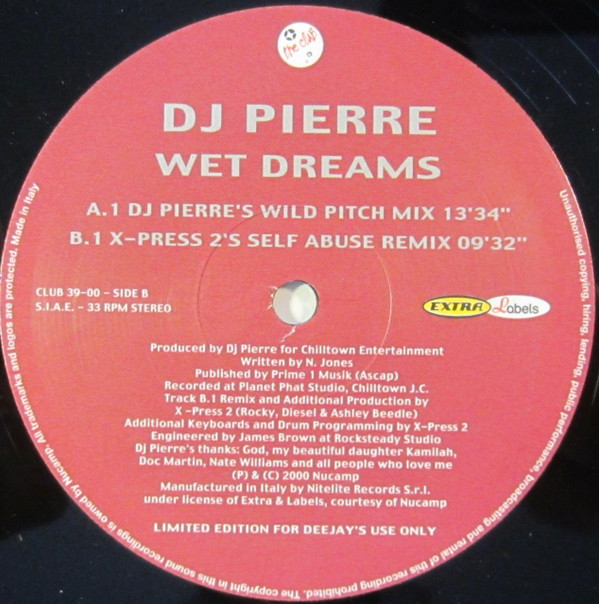 the club
DJ PIERRE
WET DREAMS
A.1 DJ PIERRE'S WILD PITCH MIX 13'34"
B.1 X-PRESS 2'S SELF ABUSE REMIX 09'32"
CLUB 39-00 - SIDE B
S.I.A.E. - 33 RPM STEREO
EXTRA Labels
Produced by Dj Pierre for Chilltown Entertainment
Written by N. Jones
Published by Prime 1 Musik (Ascap)
Recorded at Planet Phat Studio, Chilltown J.C.
Track B.1 Remix and Additional Production by
X -Press 2 (Rocky, Diesel & Ashley Beedle)
Additional Keyboards and Drum Programming by X-Press 2
Engineered by James Brown at Rocksteady Studio
Dj Pierre's thanks: God, my beautiful daughter Kamilah,
Doc Martin, Nate Williams and all people who love me
(P) & (C) 2000 Nucamp
Manufactured in Italy by Nitelite Records S.r.l.
under license of Extra & Labels, courtesy of Nucamp
LIMITED EDITION FOR DEEJAY'S USE ONLY
Unauthorised copying, hiring, lending, public performance, broadcasting and rental of this recording prohibited. The copyright in this sound recordings is owned by Nucamp. All trademarks and logos are protected. Made in Italy